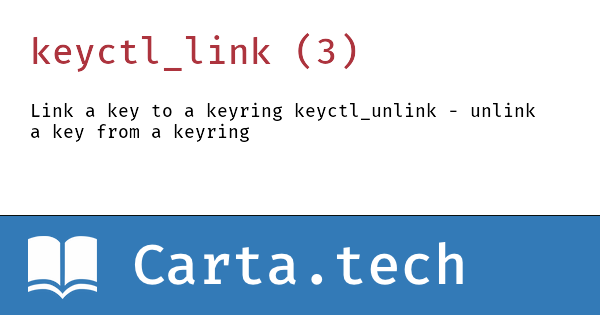 keyctl_link (3)
Link a key to a keyring keyctl_unlink - unlink
a key from a keyring
Carta.tech